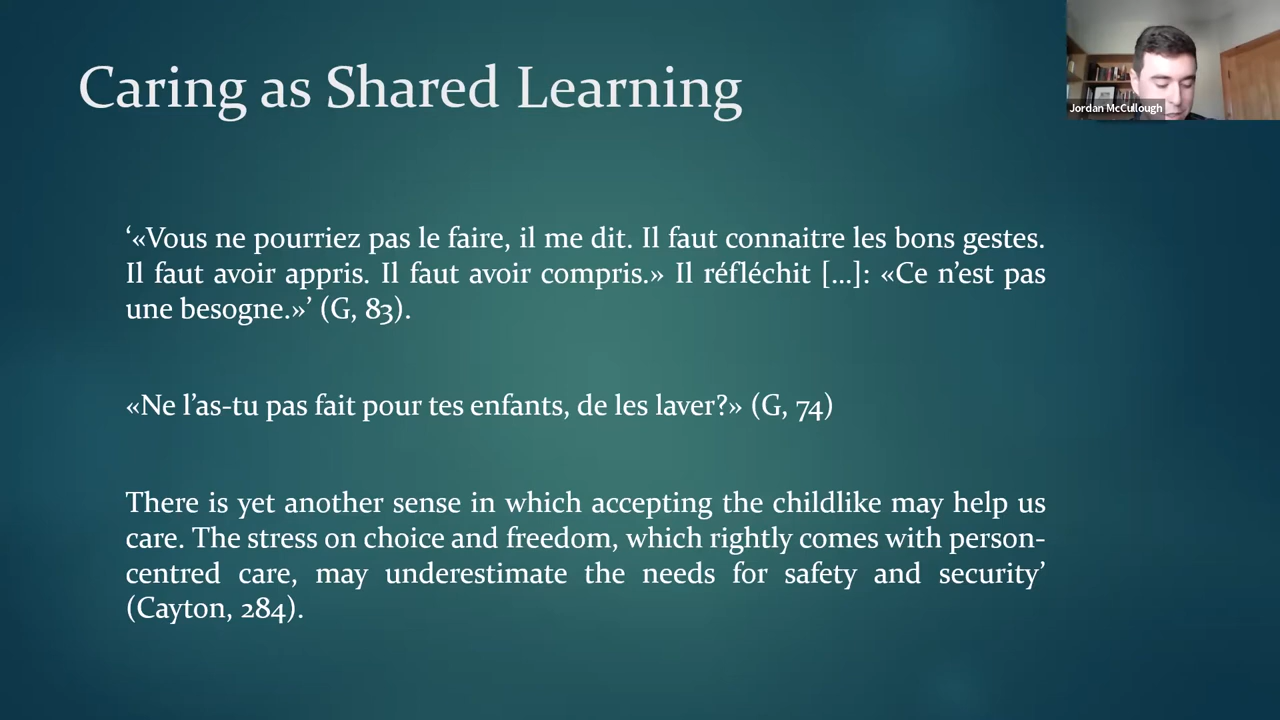 Caring as Shared Learning
Jordan McCullough
‘«Vous ne pourriez pas le faire, il me dit. Il faut connaitre les bons gestes.
Il faut avoir appris. Il faut avoir compris.» Il réfléchit [...]: «Ce n’est pas
une besogne.»’ (G, 83).
«Ne l’as-tu pas fait pour tes enfants, de les laver?» (G, 74)
There is yet another sense in which accepting the childlike may help us
care. The stress on choice and freedom, which rightly comes with person-
centred care, may underestimate the needs for safety and security’
(Cayton, 284).